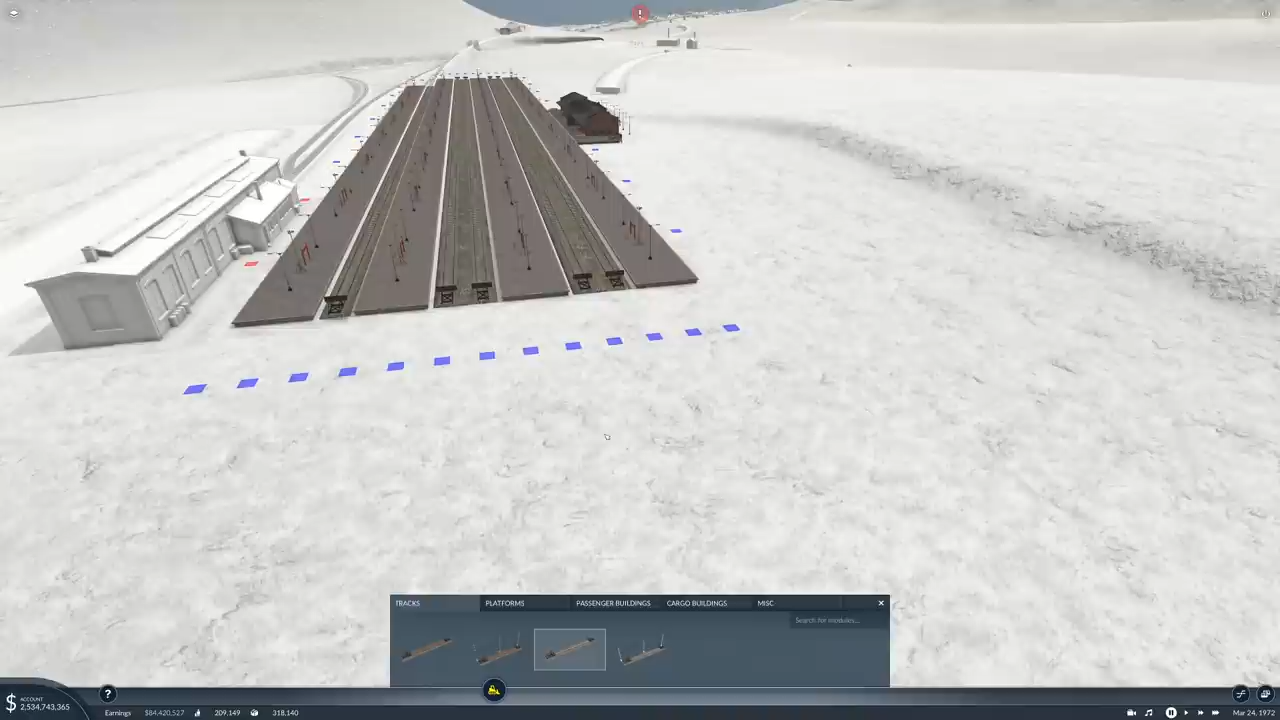 TRACKS
PLATFORMS
PASSENGER BUILDINGS
CARGO BUILDINGS
MISC
Search for modules...
$
ACCOUNT
2,534,743,365
?
Earnings
$84,420,527
209,149
318,140
Mar 24, 1972